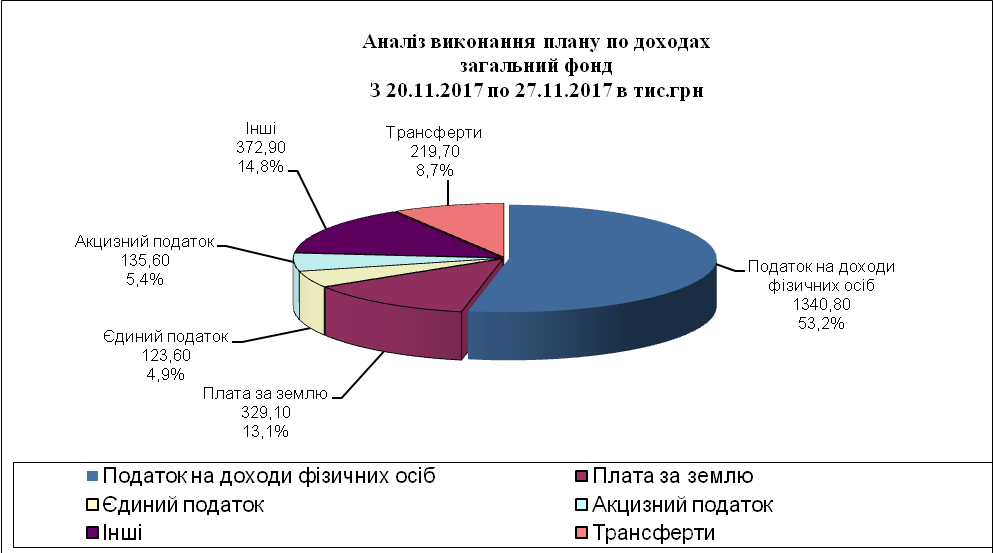 Аналіз виконання плану по доходах
загальний фонд
З 20.11.2017 по 27.11.2017 в тис.грн
Інші
372,90
14,8%
Трансферти
219,70
8,7%
Акцизний податок
135,60
5,4%
Податок на доходи
фізичних осіб
1340,80
53,2%
Єдиний податок
123,60
4,9%
Плата за землю
329,10
13,1%
Податок на доходи фізичних осіб
Плата за землю
Єдиний податок
Акцизний податок
Інші
Трансферти